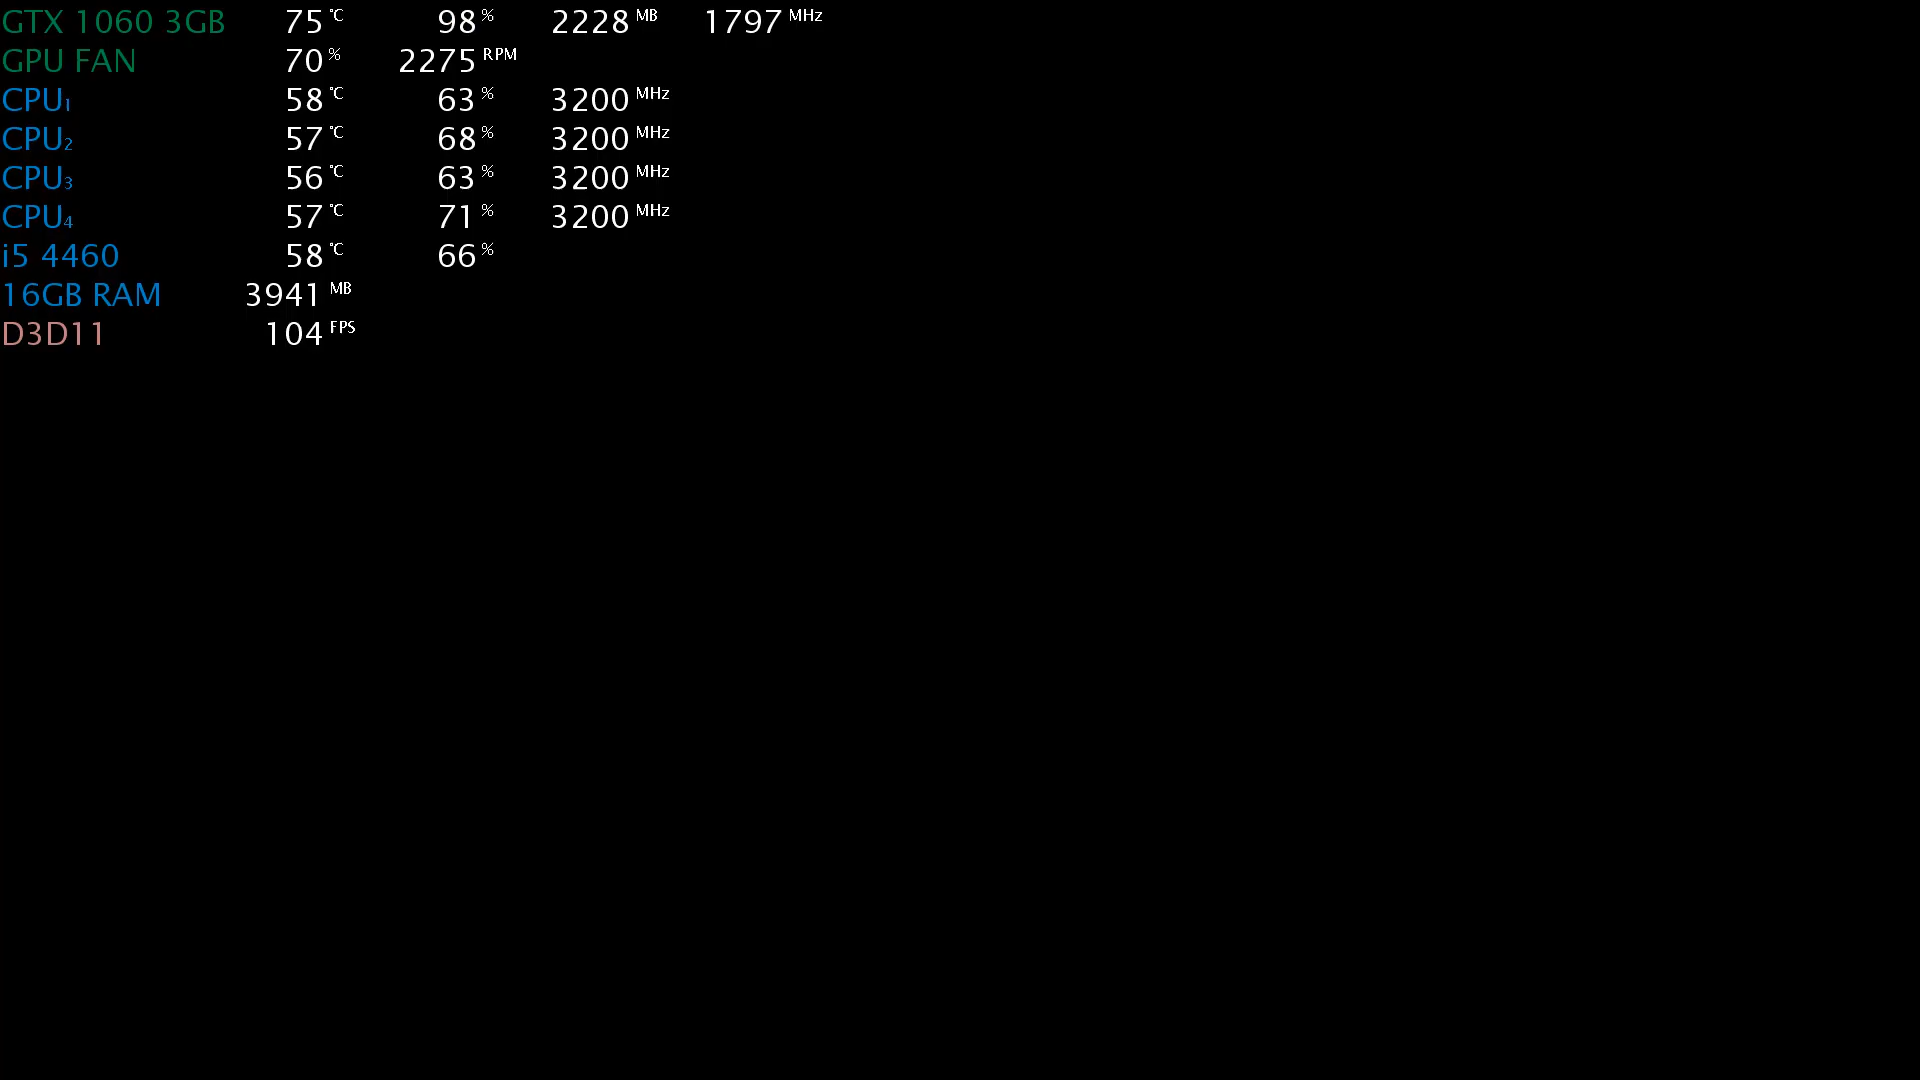 GTX 1060 3GB 75 °C 98 % 2228 MB 1797 MHz
GPU FAN 70 % 2275 RPM
CPU1 58 °C 63 % 3200 MHz
CPU2 57 °C 68 % 3200 MHz
CPU3 56 °C 63 % 3200 MHz
CPU4 57 °C 71 % 3200 MHz
i5 4460 58 °C 66 %
16GB RAM 3941 MB
D3D11 104 FPS